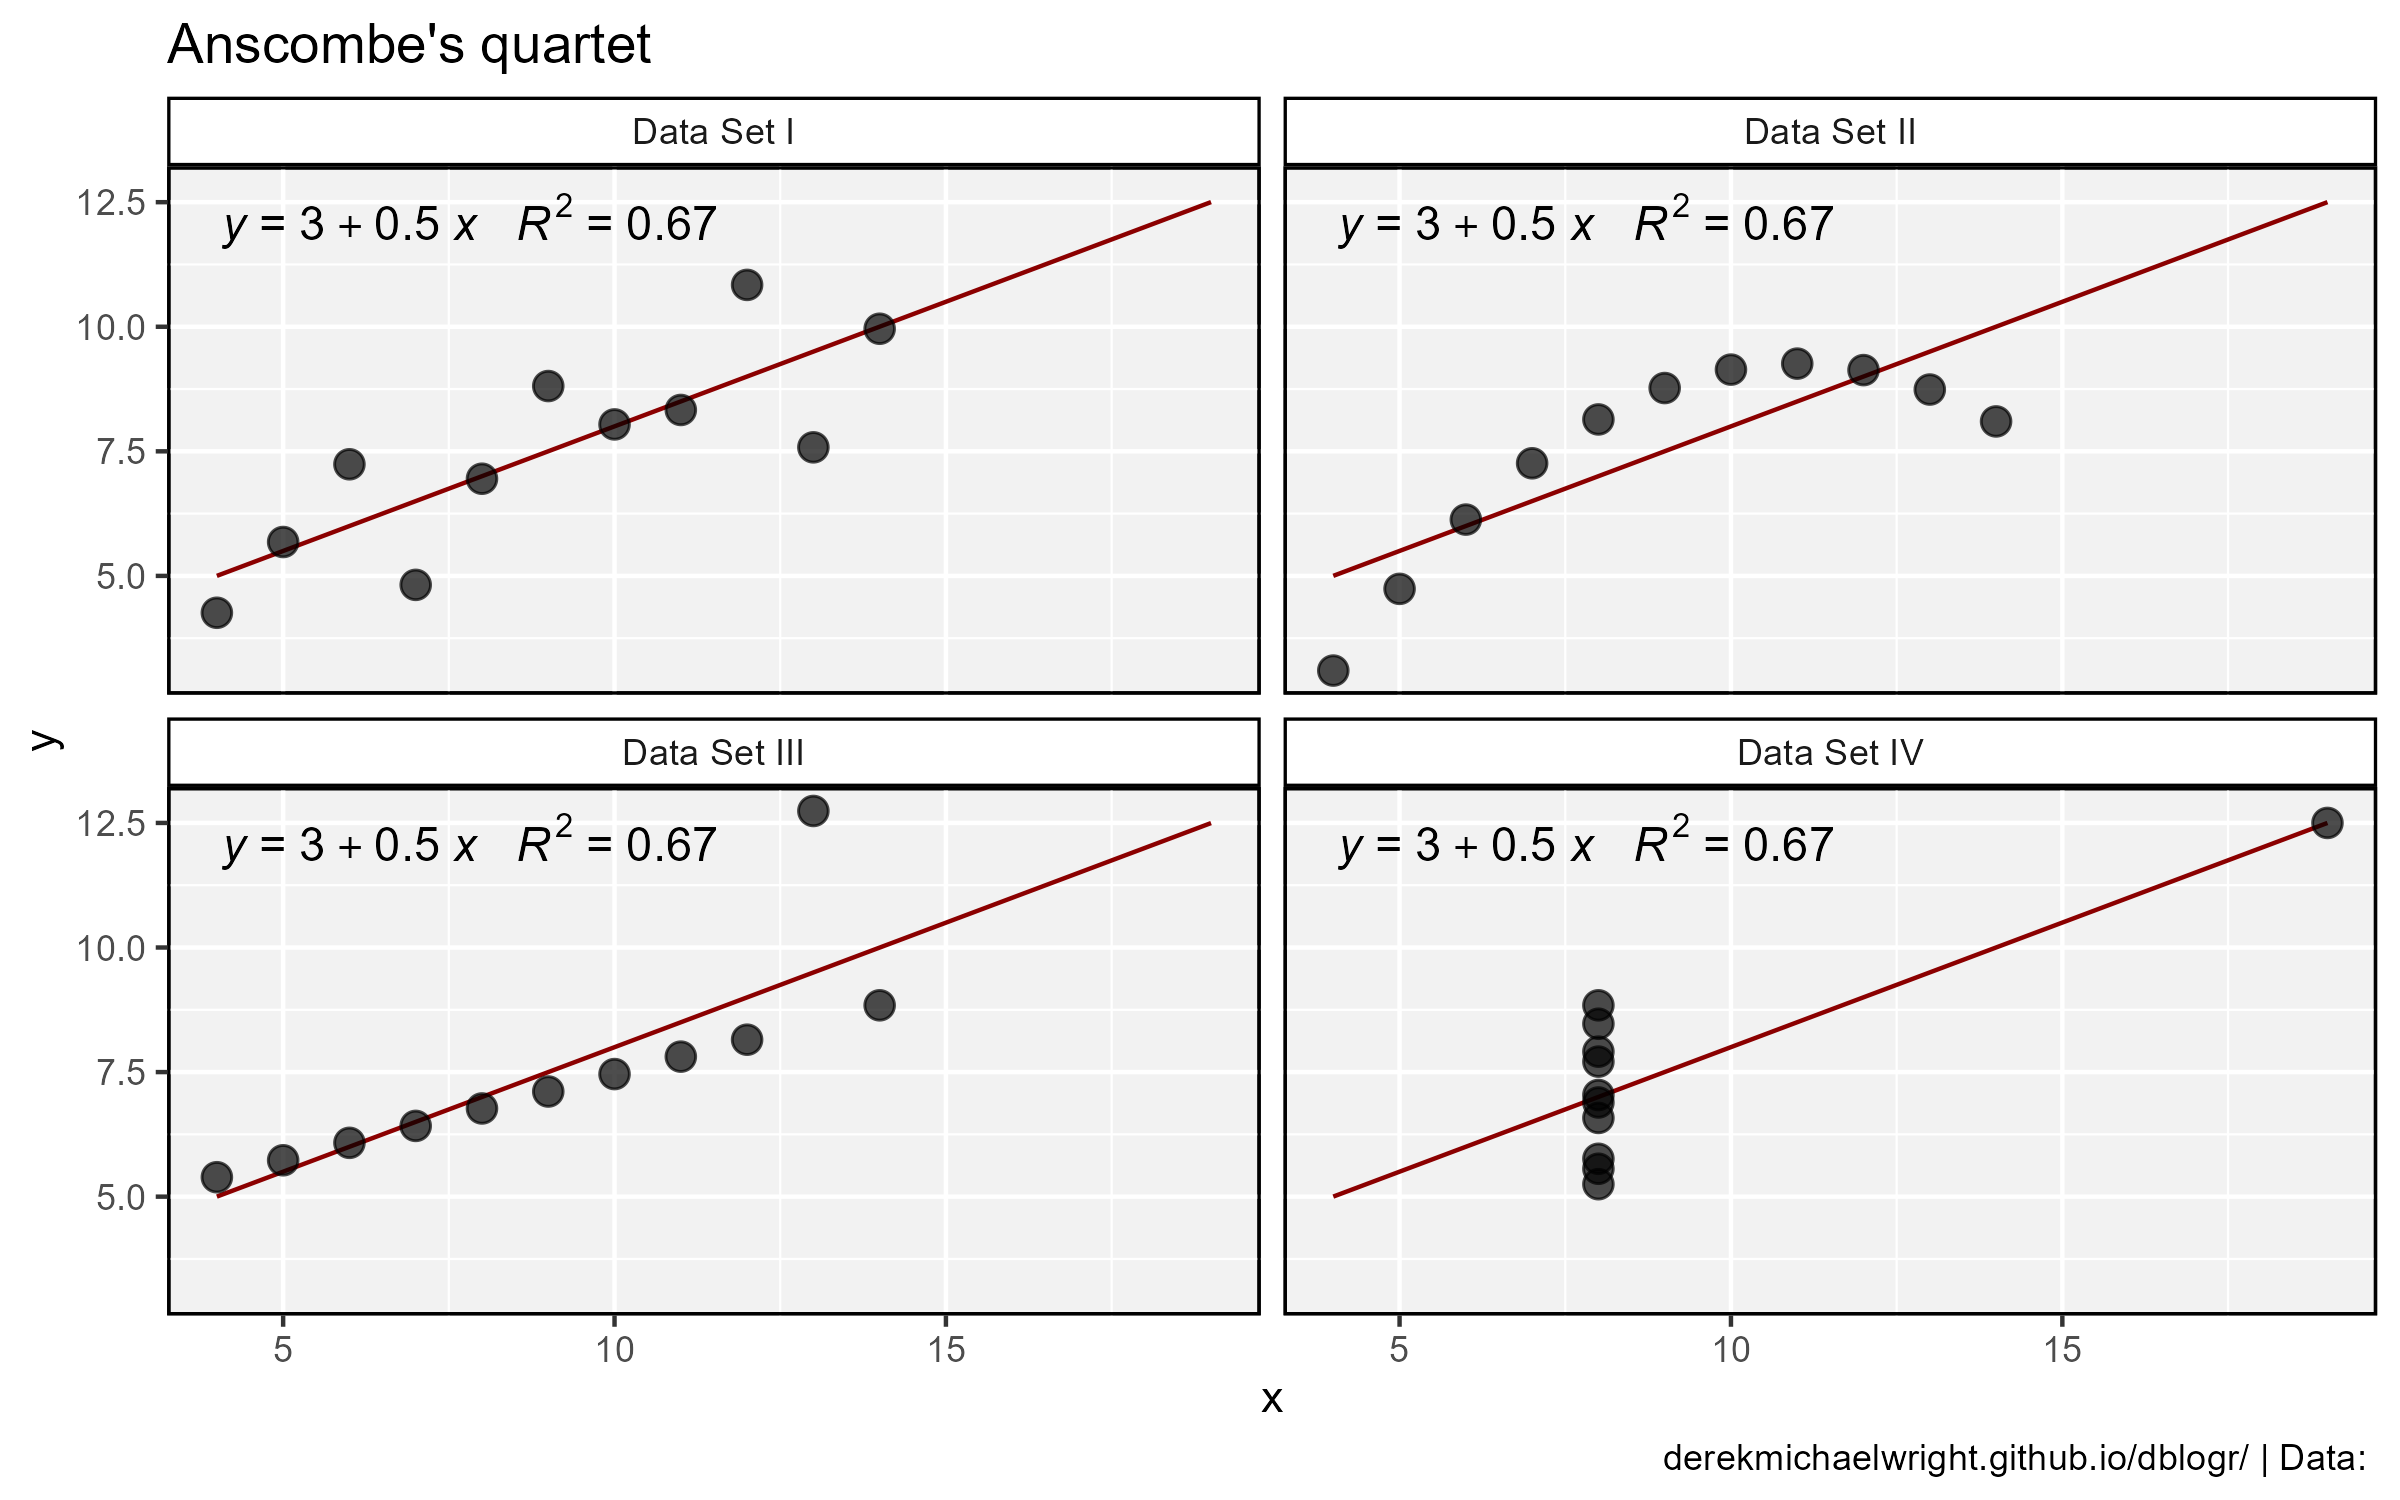 Anscombe's quartet
Data Set I
Data Set II
12.5
10.0
7.5
5.0
y = 3 + 0.5 x R² = 0.67
y = 3 + 0.5 x R² = 0.67
y
Data Set III
Data Set IV
12.5
10.0
7.5
5.0
y = 3 + 0.5 x R² = 0.67
y = 3 + 0.5 x R² = 0.67
5 10 15
5 10 15
x
derekmichaelwright.github.io/dblogr/ | Data: